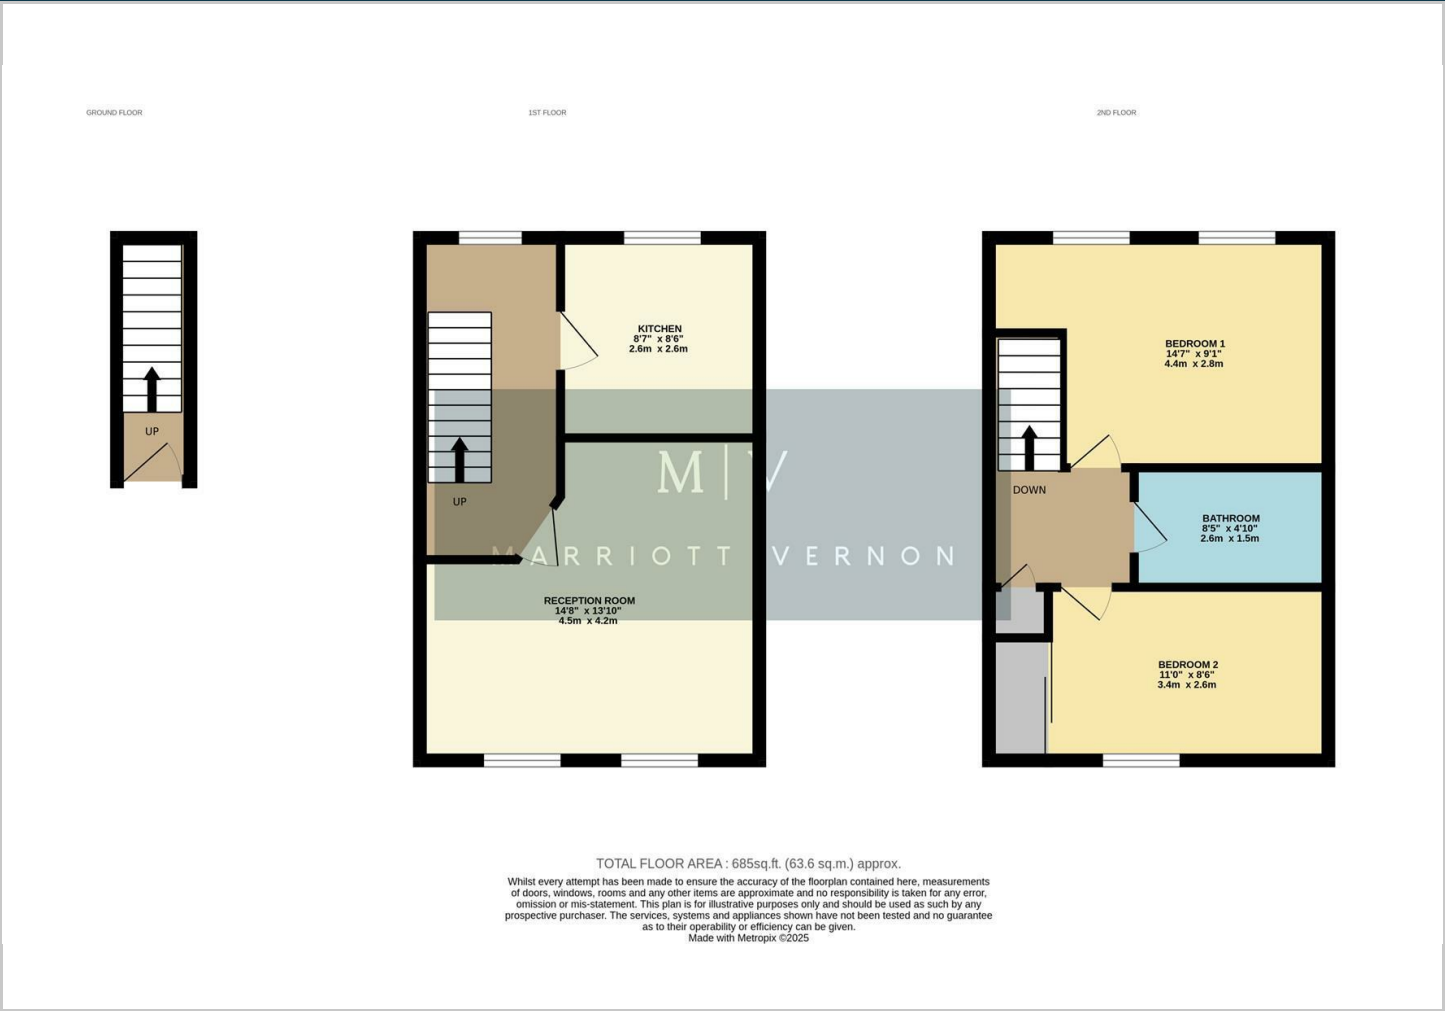 GROUND FLOOR
1ST FLOOR
2ND FLOOR
UP
KITCHEN
8'7" x 8'6"
2.6m x 2.6m
UP
M|V
MARRIOTT VERNON
RECEPTION ROOM
14'8" x 13'10"
4.5m x 4.2m
BEDROOM 1
14'7" x 9'1"
4.4m x 2.8m
DOWN
BATHROOM
8'5" x 4'10"
2.6m x 1.5m
BEDROOM 2
11'0" x 8'6"
3.4m x 2.6m
TOTAL FLOOR AREA : 685sq.ft. (63.6 sq.m.) approx.
Whilst every attempt has been made to ensure the accuracy of the floorplan contained here, measurements
of doors, windows, rooms and any other items are approximate and no responsibility is taken for any error,
omission or mis-statement. This plan is for illustrative purposes only and should be used as such by any
prospective purchaser. The services, systems and appliances shown have not been tested and no guarantee
as to their operability or efficiency can be given.
Made with Metropix ©2025